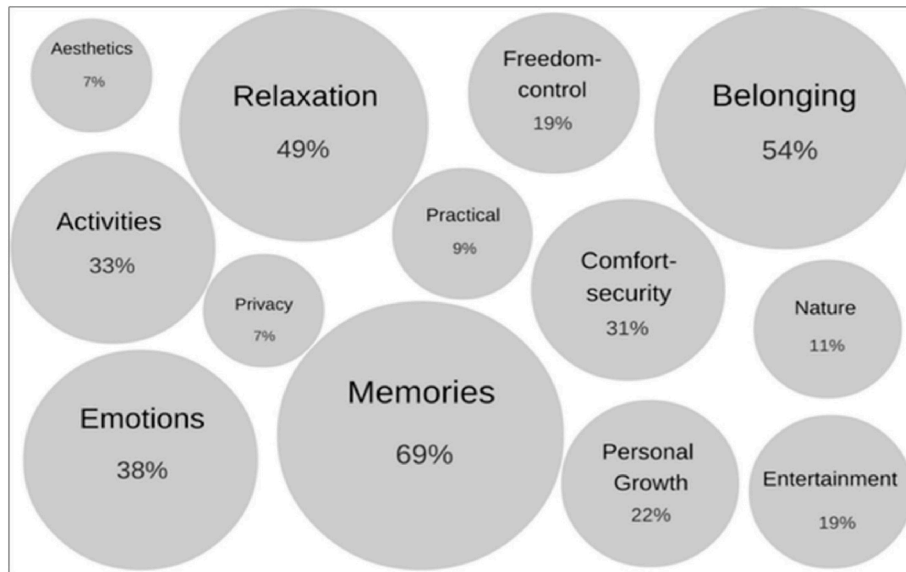 Aesthetics
7%
Relaxation
49%
Freedom-
control
19%
Belonging
54%
Activities
33%
Practical
9%
Comfort-
security
31%
Privacy
7%
Nature
11%
Emotions
38%
Memories
69%
Personal
Growth
22%
Entertainment
19%